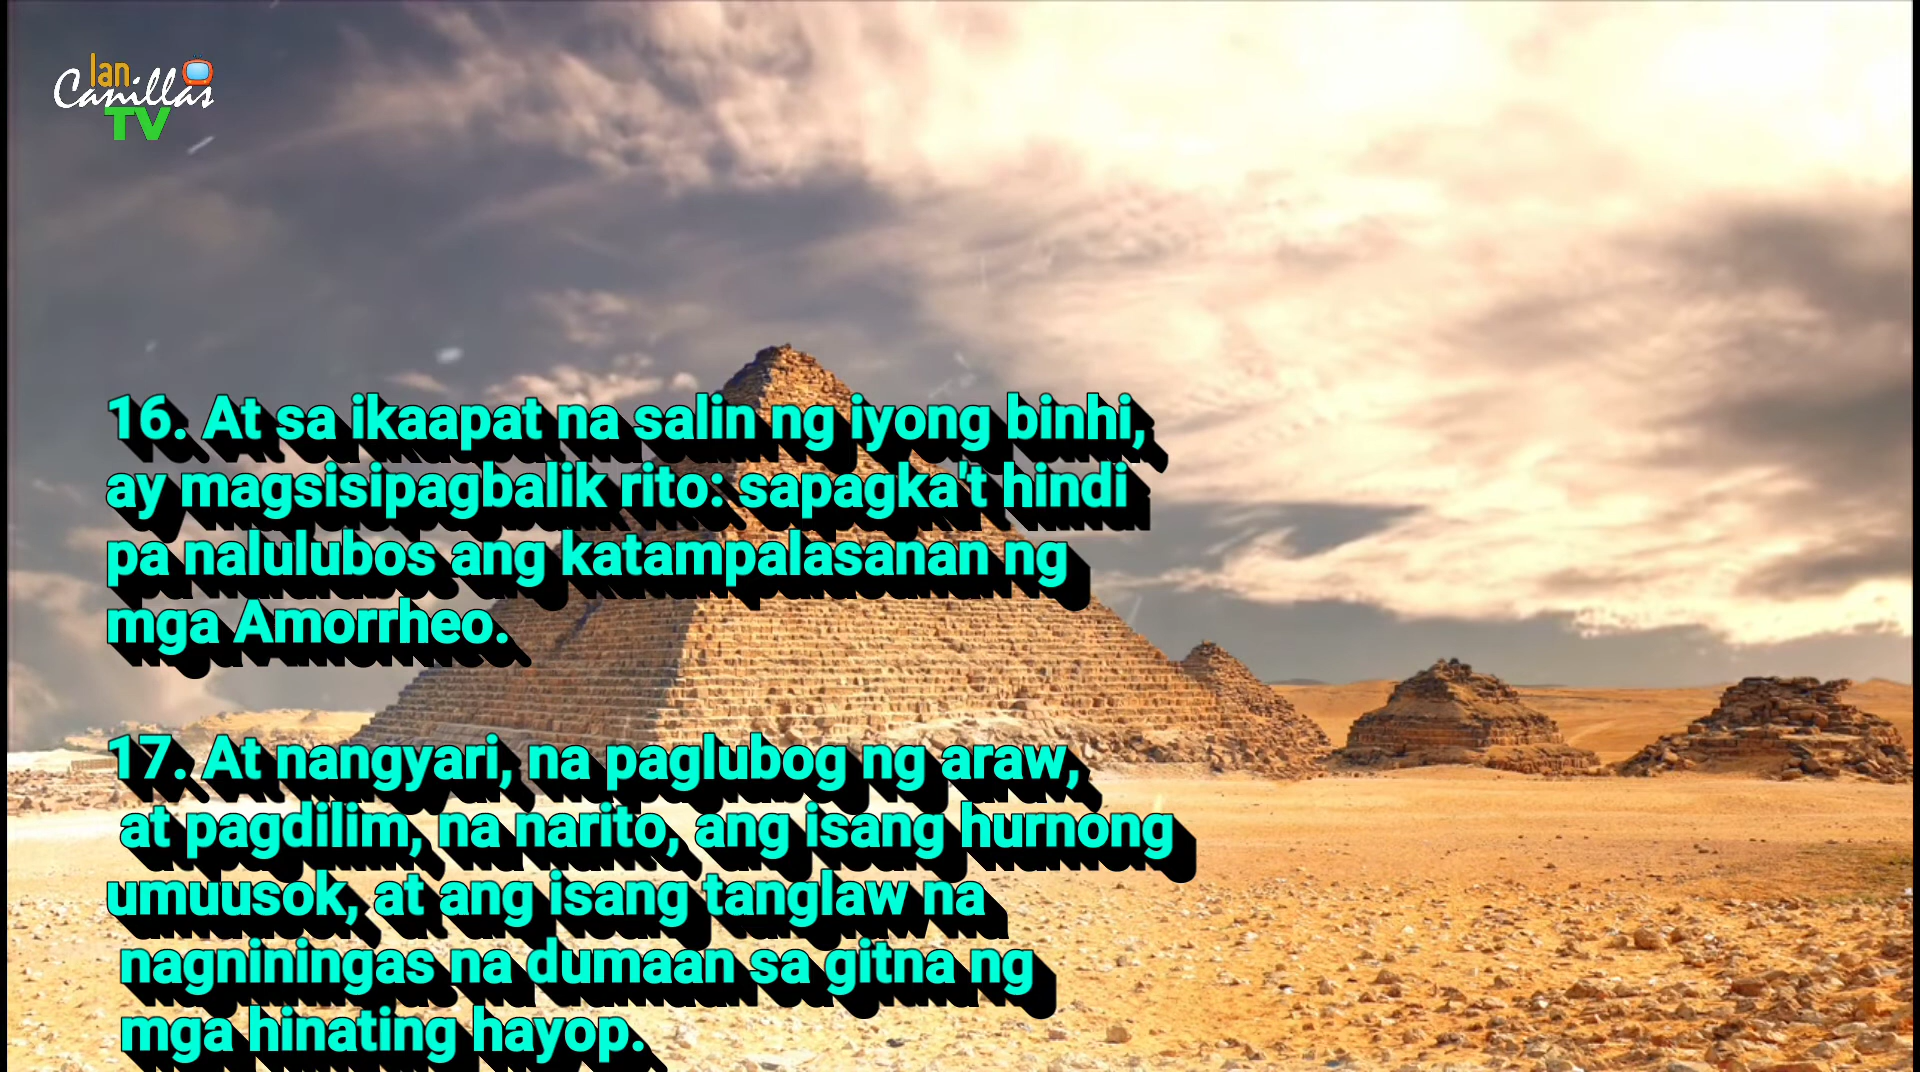 Ian
Canillas
TV
16. At sa ikaapat na salin ng iyong binhi,
ay magsisipagbalik rito: sapagka't hindi
pa nalulubos ang katampalasanan ng
mga Amorrheo.
17. At nangyari, na paglubog ng araw,
at pagdilim, na narito, ang isang hurnong
umuusok, at ang isang tanglaw na
nagniningas na dumaan sa gitna ng
mga hinating hayop.